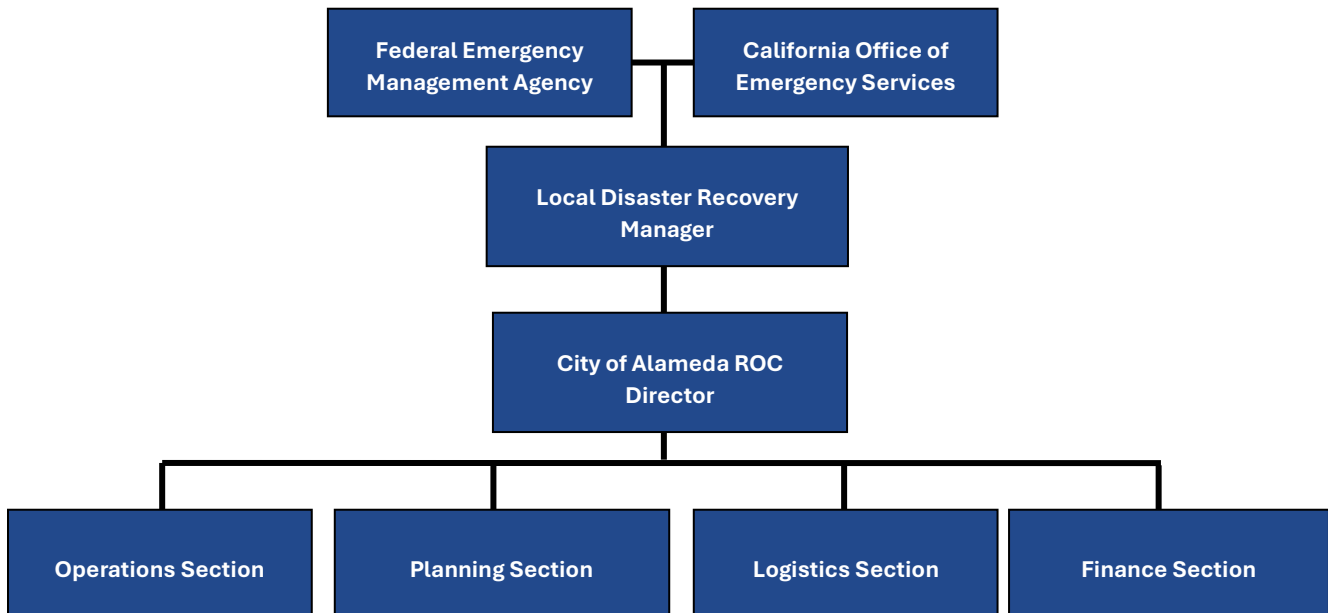 Federal Emergency
Management Agency
California Office of
Emergency Services
Local Disaster Recovery
Manager
City of Alameda ROC
Director
Operations Section
Planning Section
Logistics Section
Finance Section